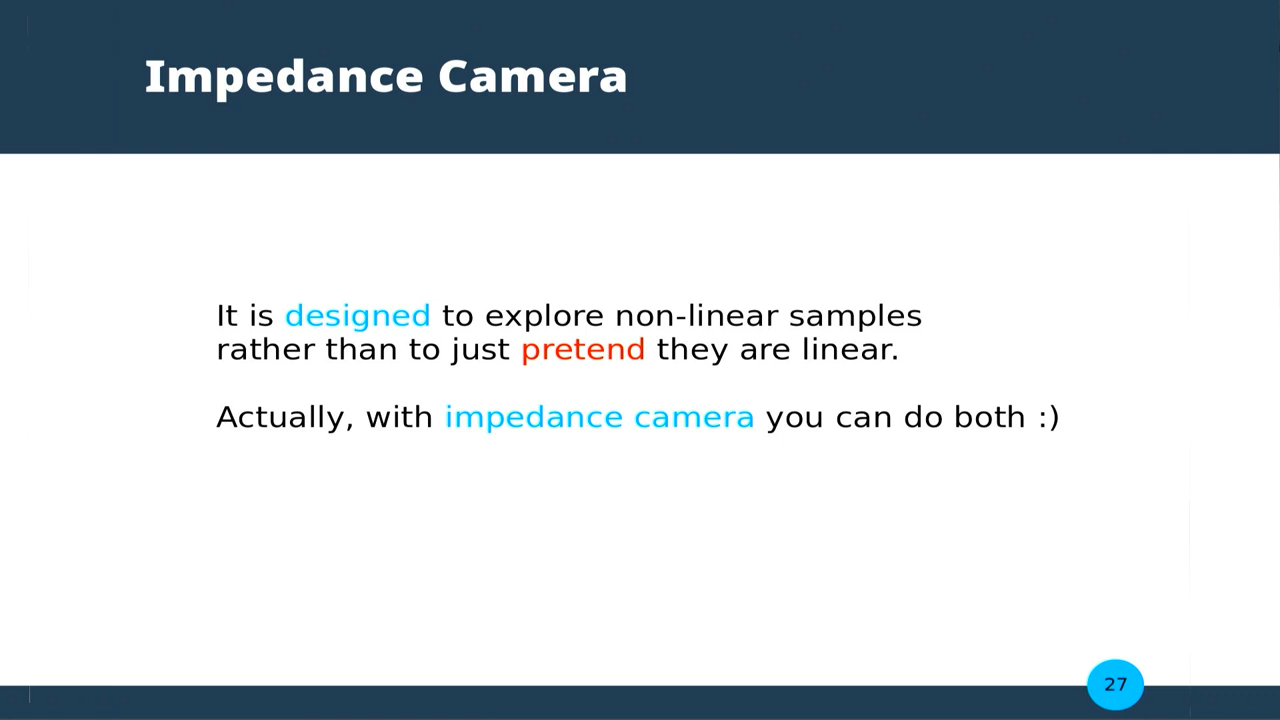 Impedance Camera
It is designed to explore non-linear samples
rather than to just pretend they are linear.
Actually, with impedance camera you can do both :)
27